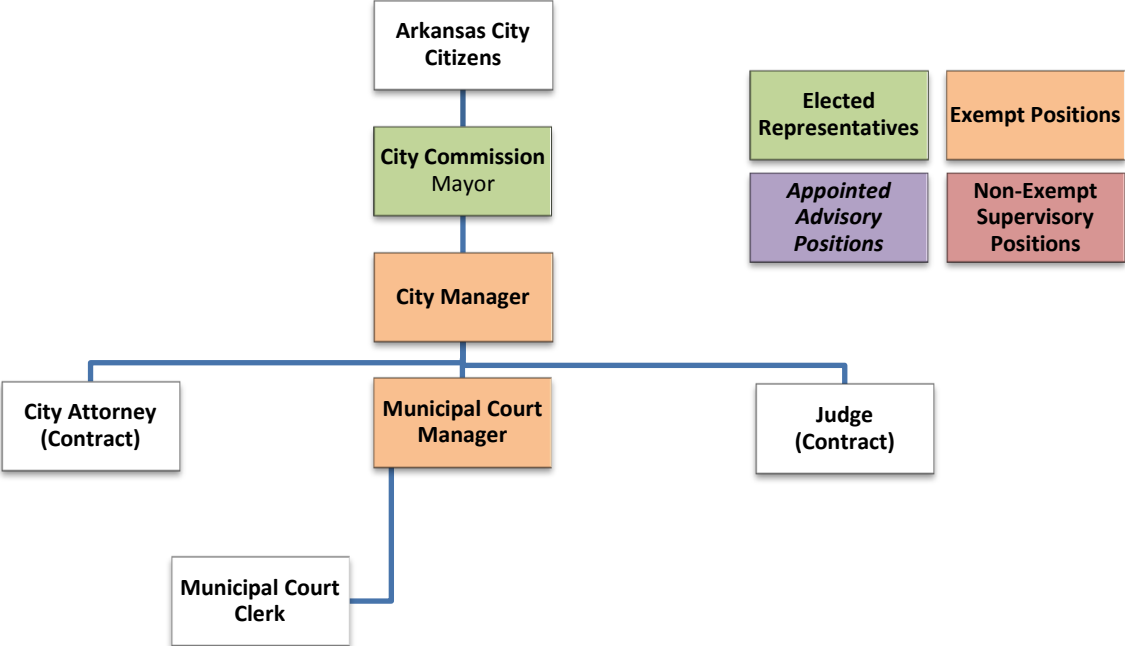 Arkansas City
Citizens
Elected
Representatives
Exempt Positions
City Commission
Mayor
Appointed
Advisory
Positions
Non-Exempt
Supervisory
Positions
City Manager
City Attorney
(Contract)
Municipal Court
Manager
Judge
(Contract)
Municipal Court
Clerk